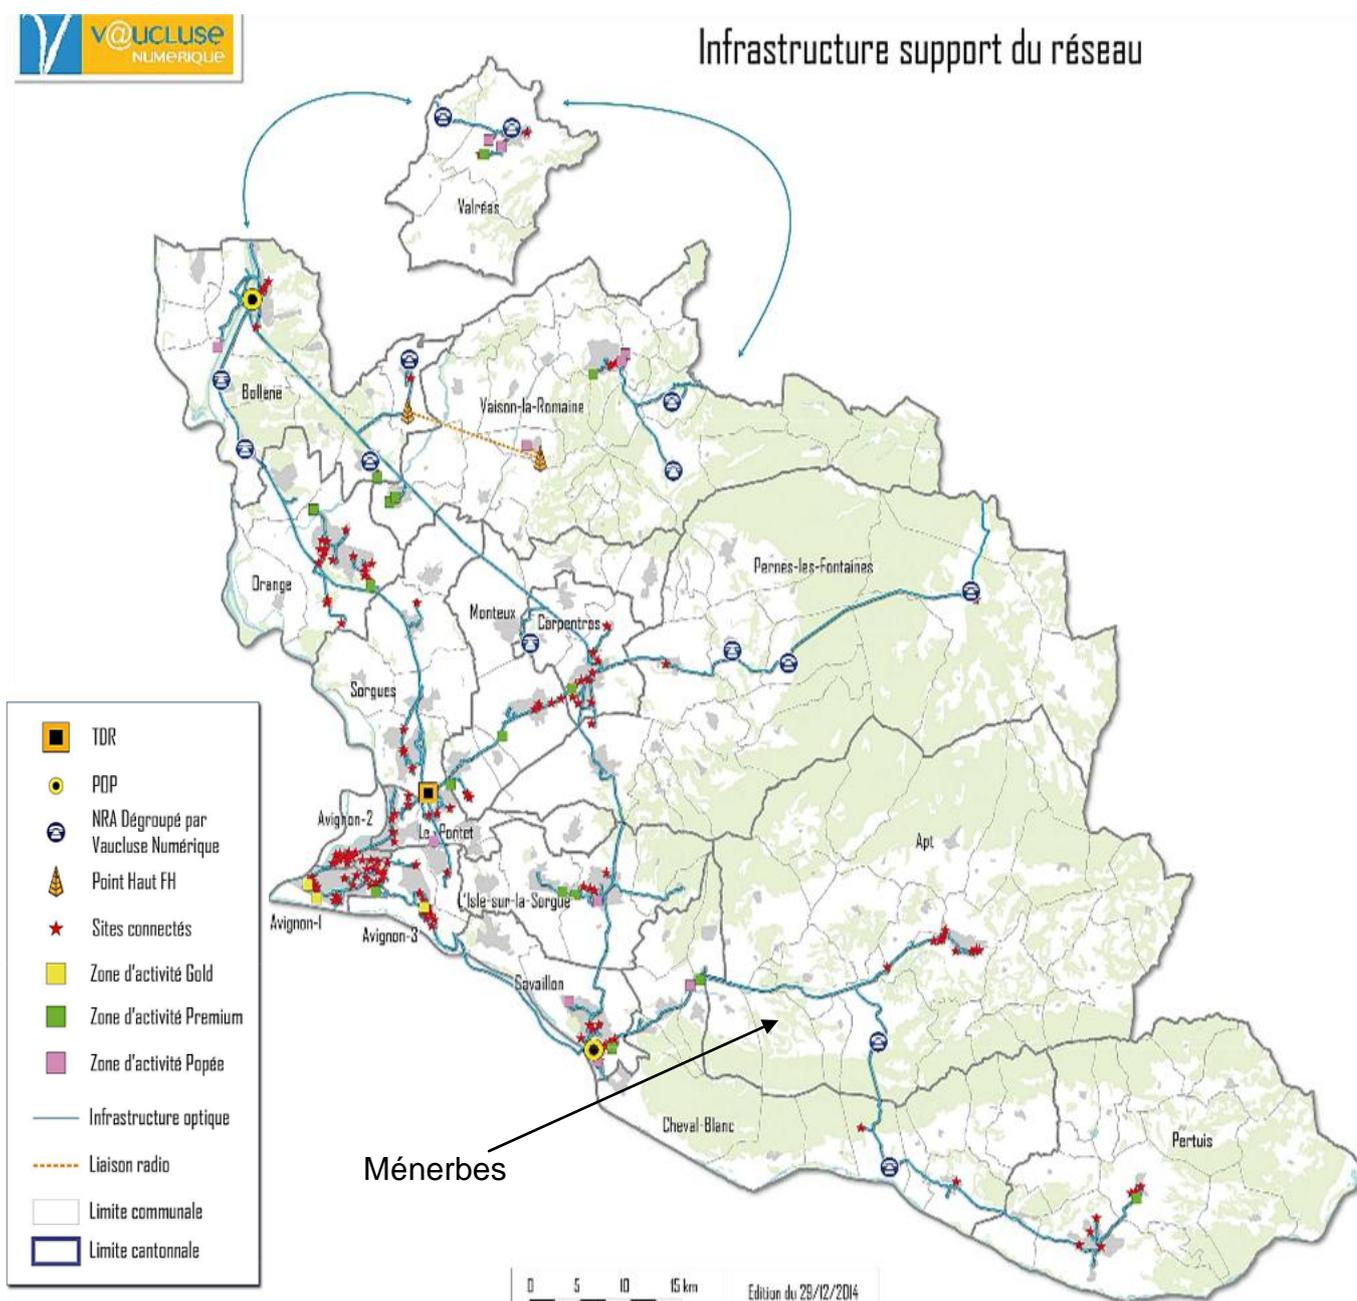 V@UCLUSE
NUMERIQUE
Infrastructure support du réseau
Valréas
Bollène
Vaison-la-Romaine
Orange
Monteux
Carpentras
Pernes-les-Fontaines
Sorgues
Avignon-2
Le Pontet
Apt
L'Isle-sur-la-Sorgue
Avignon-1
Avignon-3
Cavaillon
Cheval-Blanc
Pertuis
Ménerbes
TDR
POP
NRA Dégroupé par
Vaucluse Numérique
Point Haut FH
Sites connectés
Zone d'activité Gold
Zone d'activité Premium
Zone d'activité Popée
Infrastructure optique
Liaison radio
Limite communale
Limite cantonnale
0 5 10 15 km
Edition du 29/12/2014